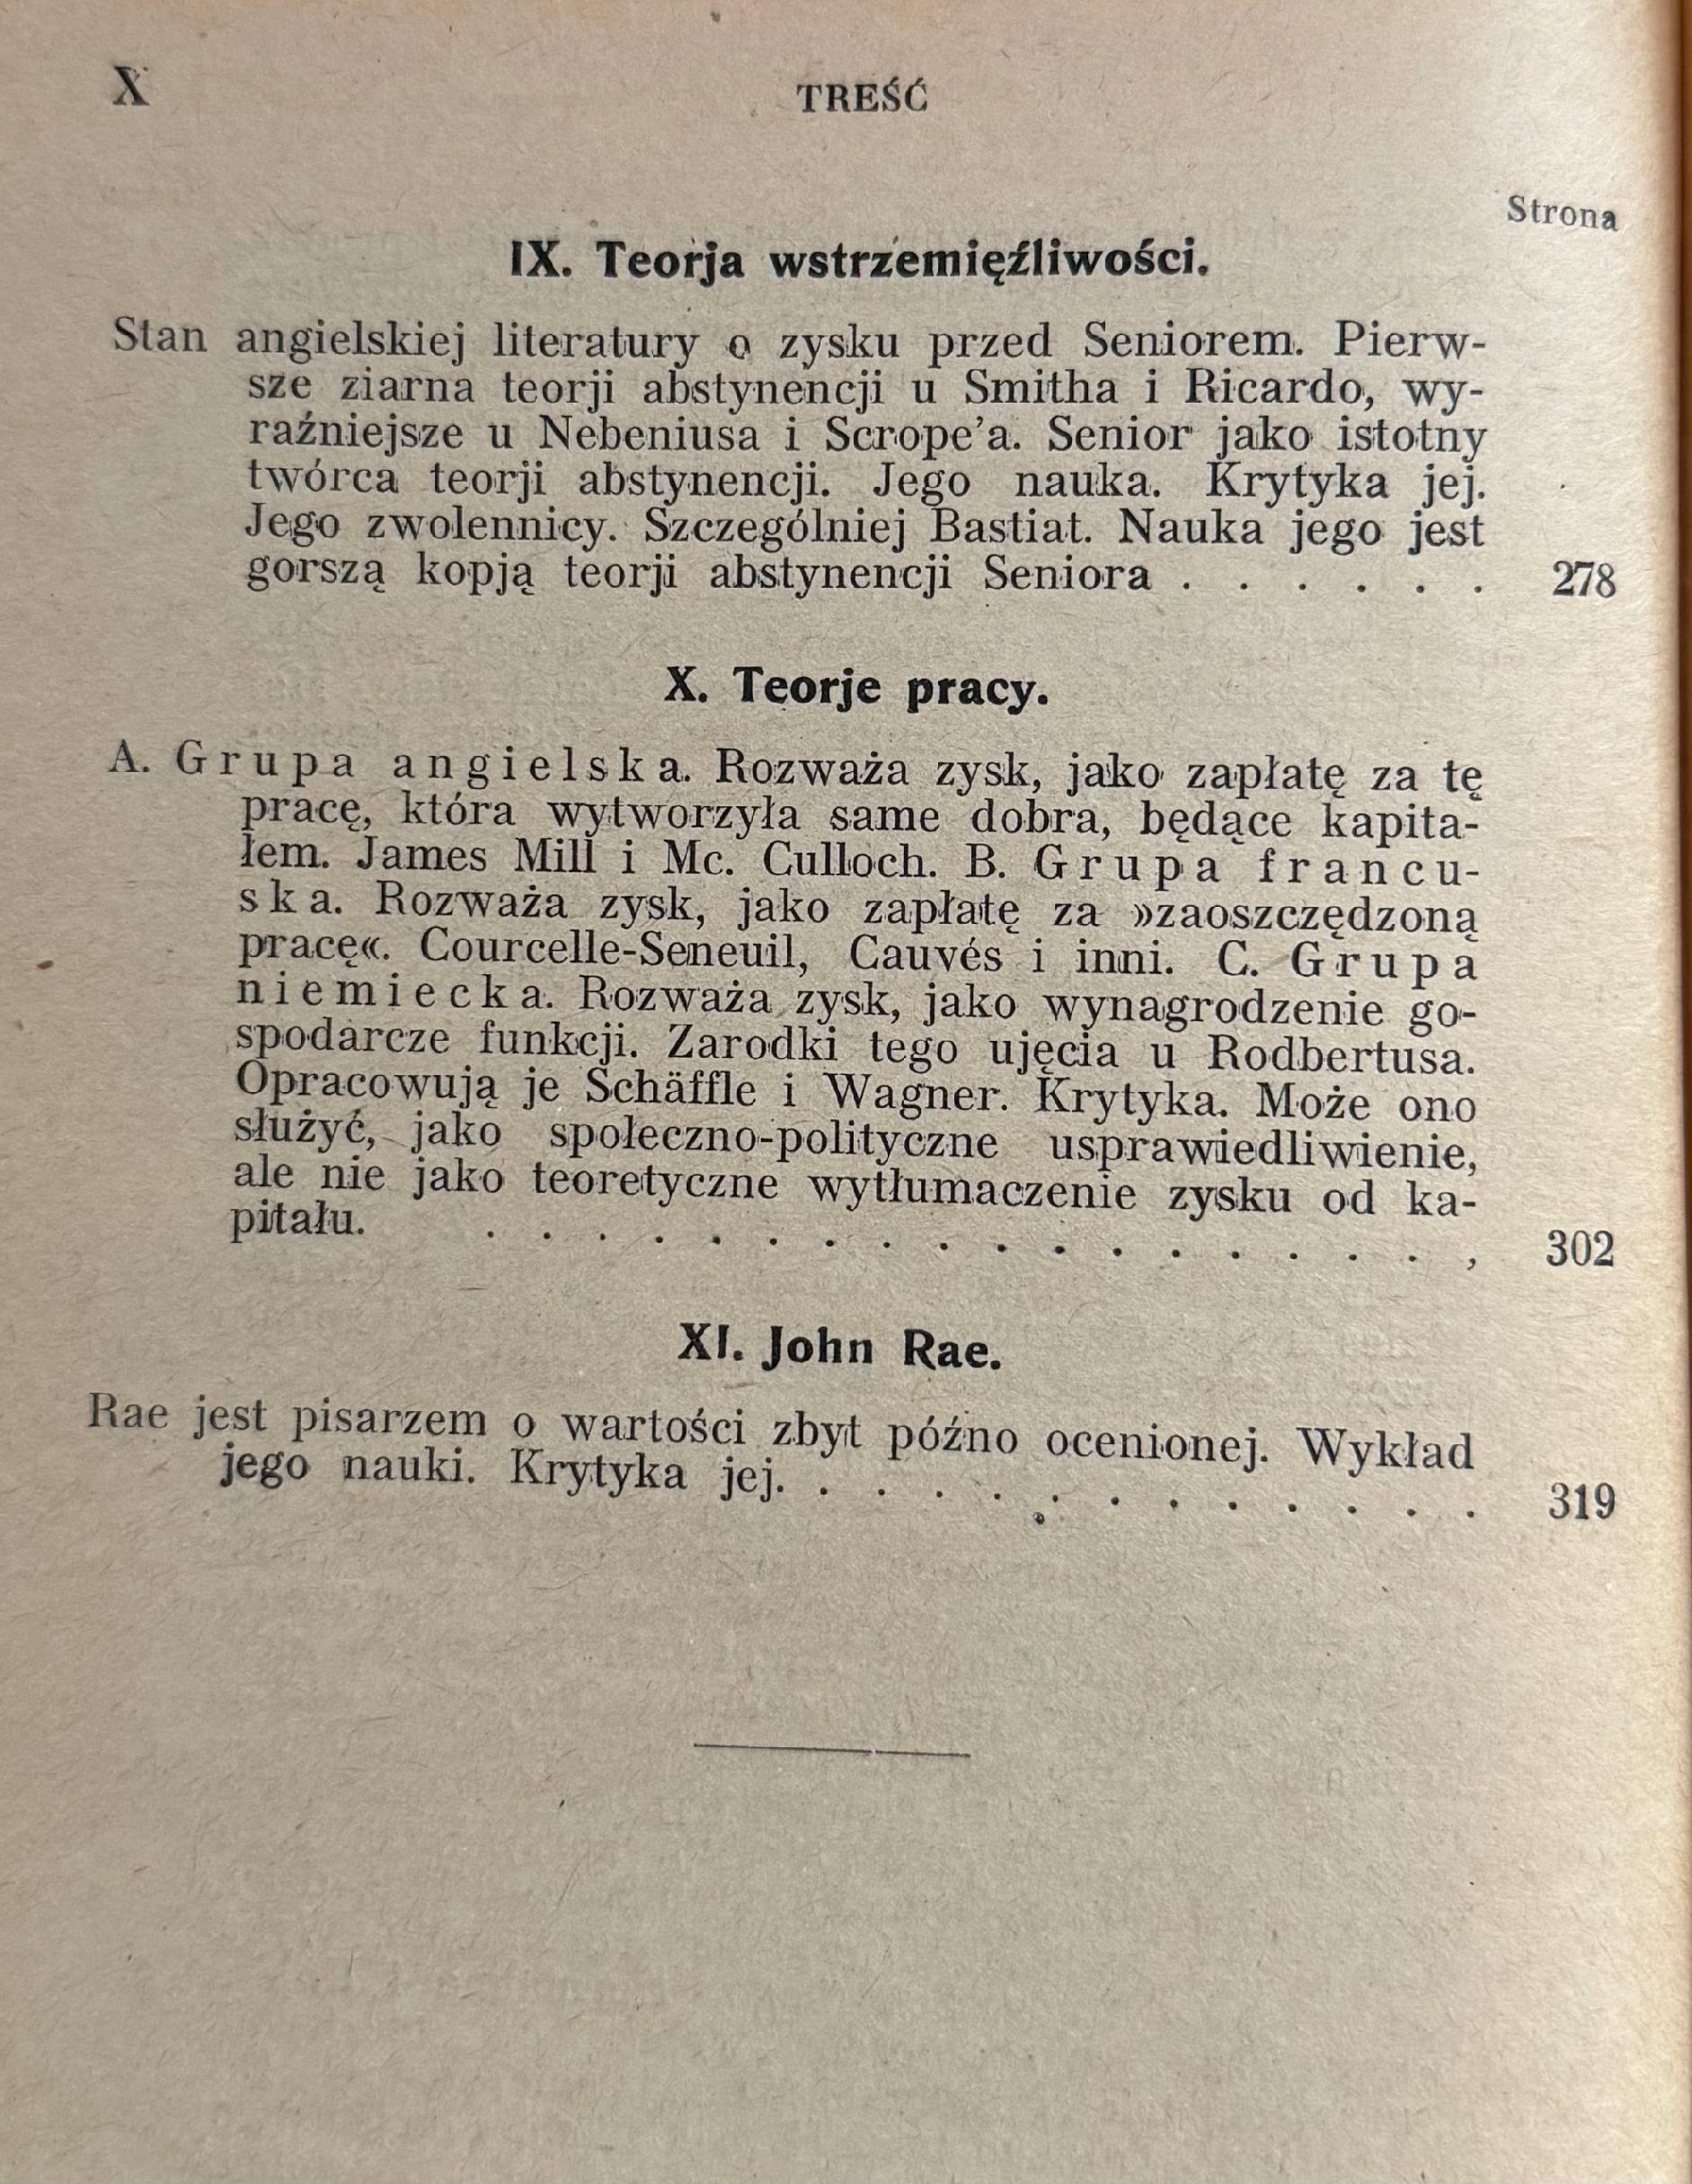 X
TREŚĆ
Strona
IX. Teorja wstrzemięźliwości.
Stan angielskiej literatury o zysku przed Seniorem. Pierw-
sze ziarna teorji abstynencji u Smitha i Ricardo, wy-
raźniejsze u Nebeniusa i Scrope'a. Senior jako istotny
twórca teorji abstynencji. Jego nauka. Krytyka jej.
Jego zwolennicy. Szczególniej Bastiat. Nauka jego jest
gorszą kopją teorji abstynencji Seniora . . . . . . 278
X. Teorje pracy.
A. Grupa angielska. Rozważa zysk, jako zapłatę za tę
pracę, która wytworzyła same dobra, będące kapita-
łem. James Mill i Mc. Culloch. B. Grupa francu-
ska. Rozważa zysk, jako zapłatę za »zaoszczędzoną
pracę«. Courcelle-Seneuil, Cauvés i inni. C. Grupa
niemiecka. Rozważa zysk, jako wynagrodzenie go-
spodarcze funkcji. Zarodki tego ujęcia u Rodbertusa.
Opracowują je Schäffle i Wagner. Krytyka. Może ono
służyć, jako społeczno-polityczne usprawiedliwienie,
ale nie jako teoretyczne wytłumaczenie zysku od ka-
pitału. . . . . . . . . . . . . . . . . . , 302
XI. John Rae.
Rae jest pisarzem o wartości zbyt późno ocenionej. Wykład
jego nauki. Krytyka jej. . . . . . . . . . . . . 319